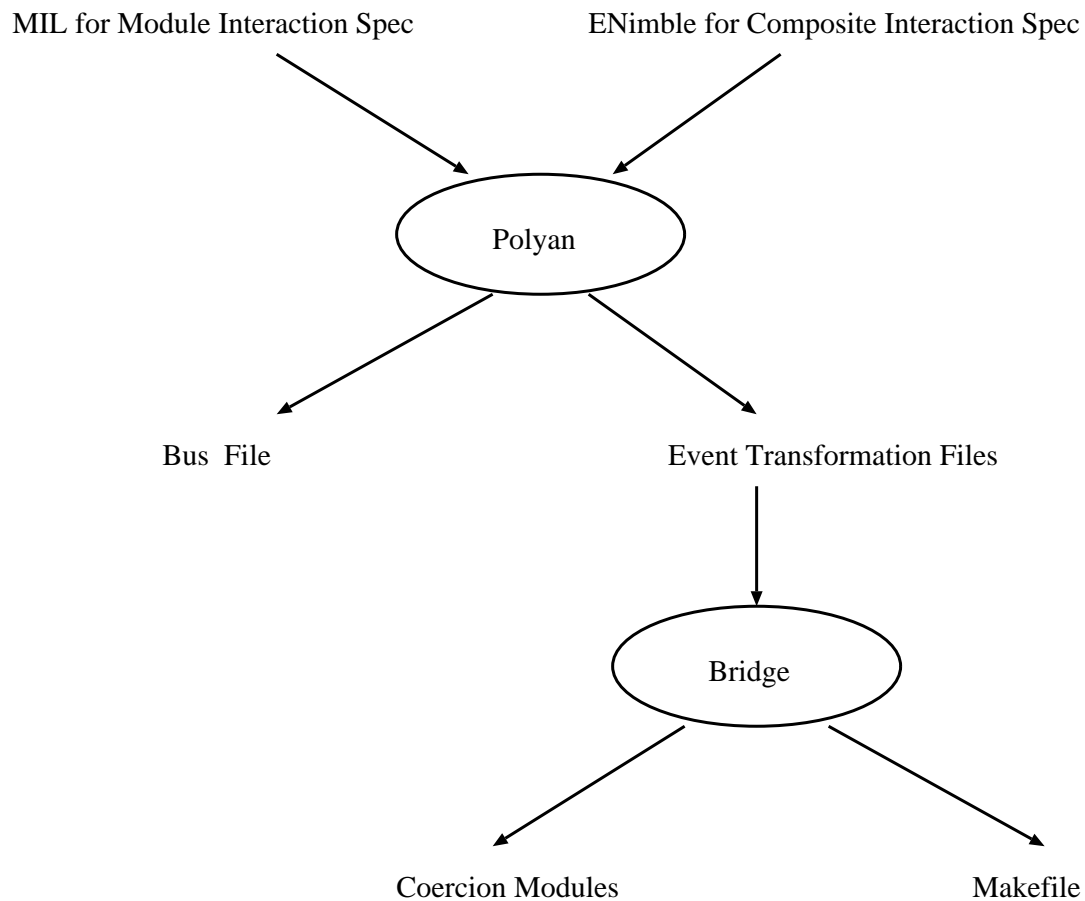 MIL for Module Interaction Spec
ENimble for Composite Interaction Spec
Polyan
Bus File
Event Transformation Files
Bridge
Coercion Modules
Makefile